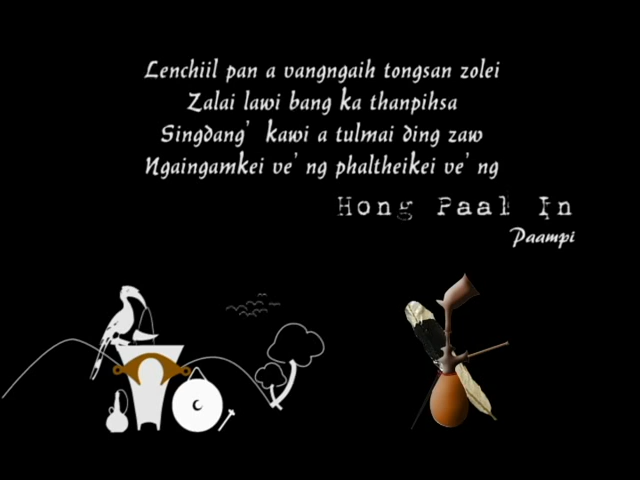 Lenchiil pan a vangngaih tongsan zolei
Zalai lawi bang ka thanpihsa
Singdang' kawi a tulmai ding zaw
Ngaingamkei ve' ng phaltheikei ve' ng
Hong Paal In
Paampi